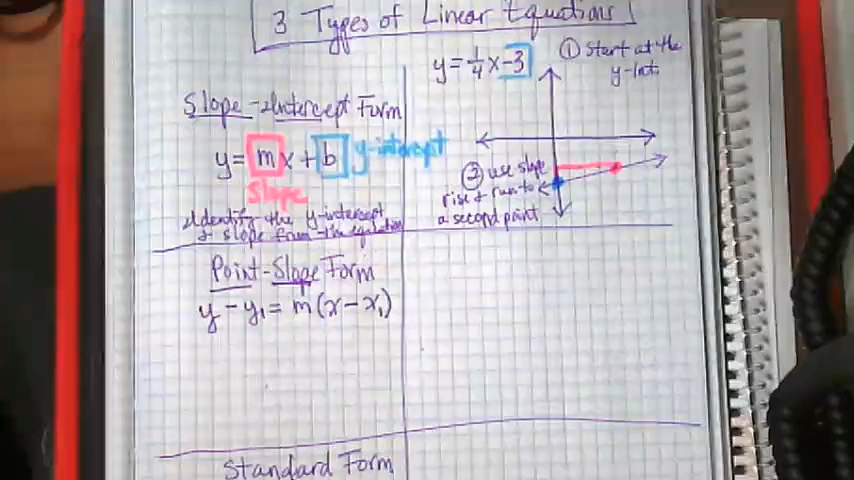 3 Types of Linear Equations
Slope-Intercept Form
y = mx + b y-intercept
slope
Identify the y-intercept
& slope from the equation
y = 1/4 x - 3
① Start at the
y-int.
② use slope
rise & run to
a second point
Point-Slope Form
y - y₁ = m(x - x₁)
Standard Form